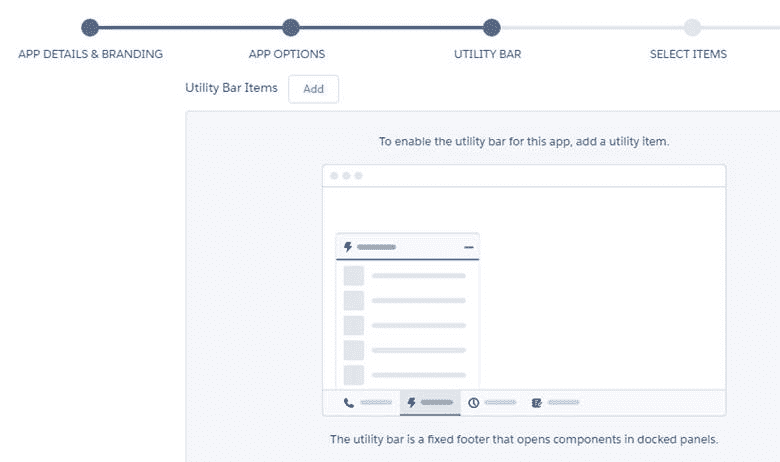 APP DETAILS & BRANDING
APP OPTIONS
UTILITY BAR
SELECT ITEMS
Utility Bar Items
Add
To enable the utility bar for this app, add a utility item.
The utility bar is a fixed footer that opens components in docked panels.